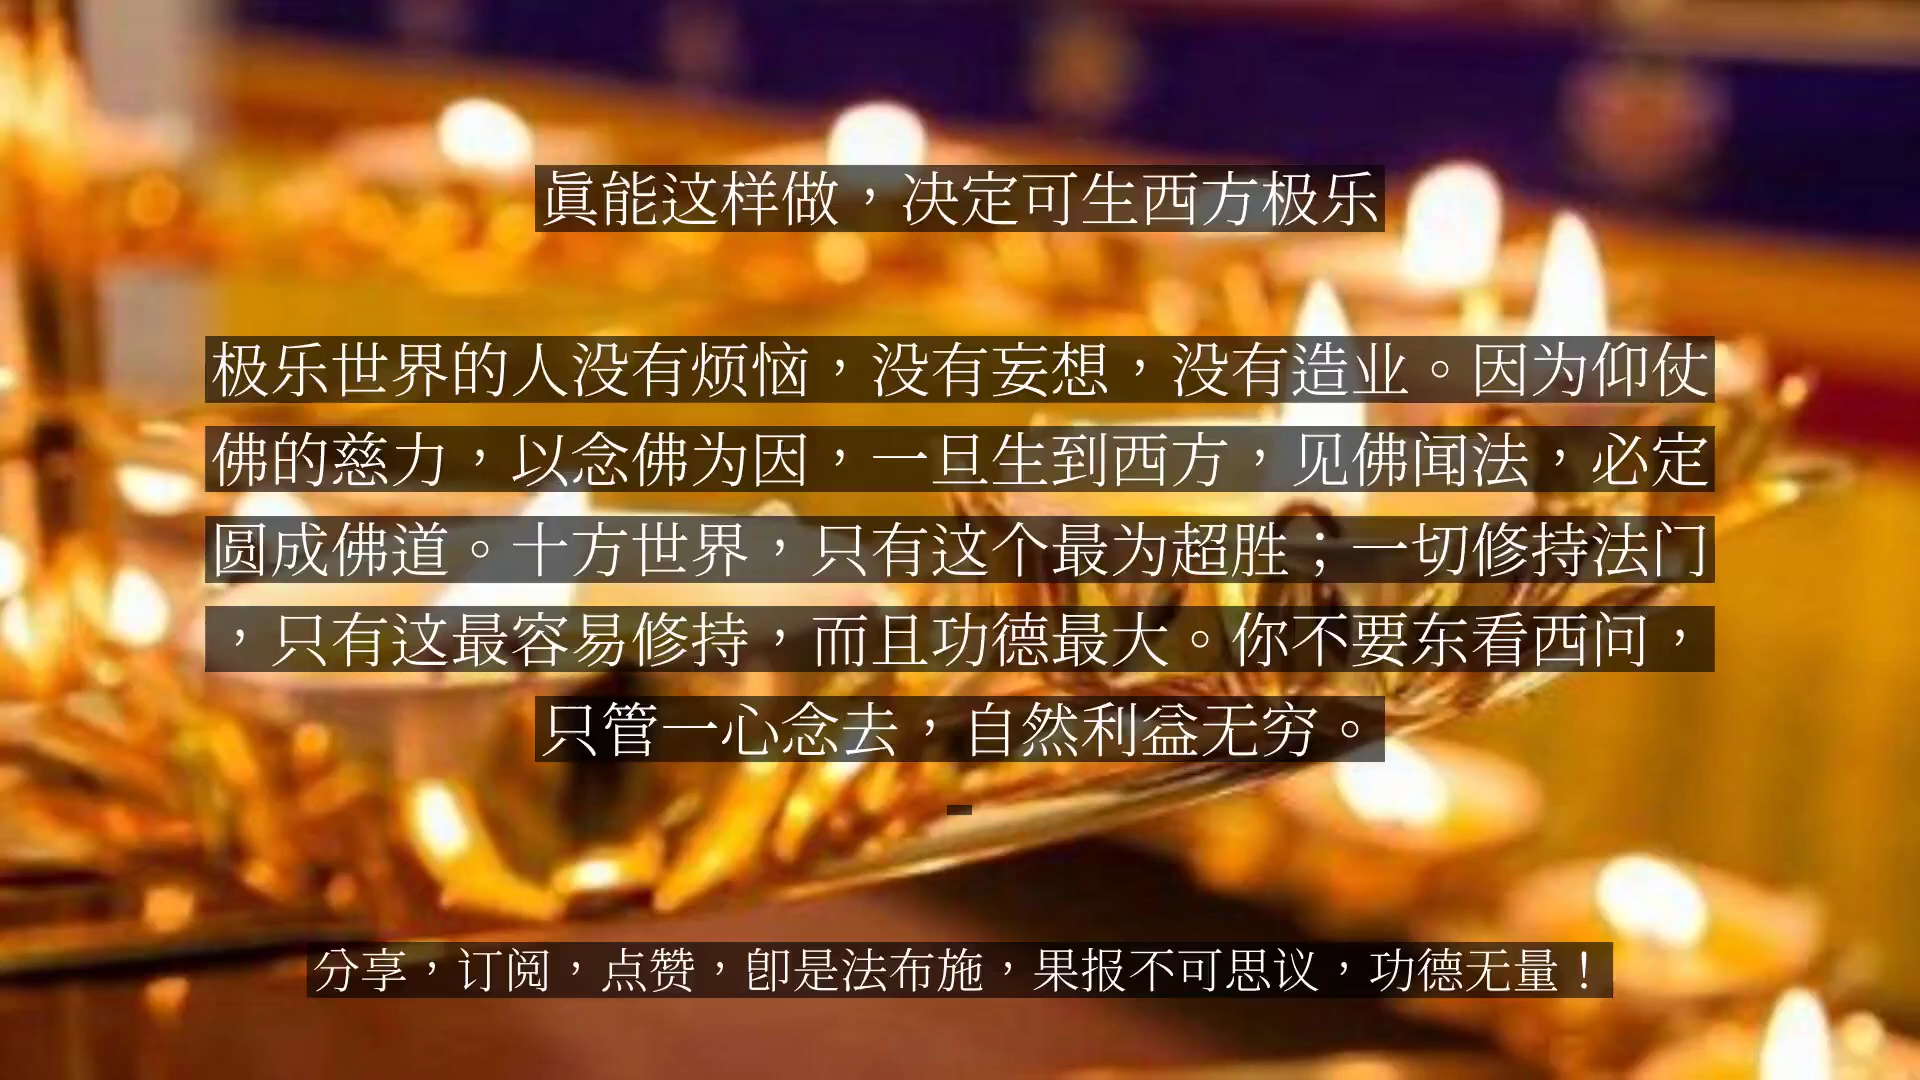 眞能这样做，决定可生西方极乐
极乐世界的人没有烦恼，没有妄想，没有造业。因为仰仗
佛的慈力，以念佛为因，一旦生到西方，见佛闻法，必定
圆成佛道。十方世界，只有这个最为超胜；一切修持法门
，只有这最容易修持，而且功德最大。你不要东看西问，
只管一心念去，自然利益无穷。
分享，订阅，点赞，卽是法布施，果报不可思议，功德无量！